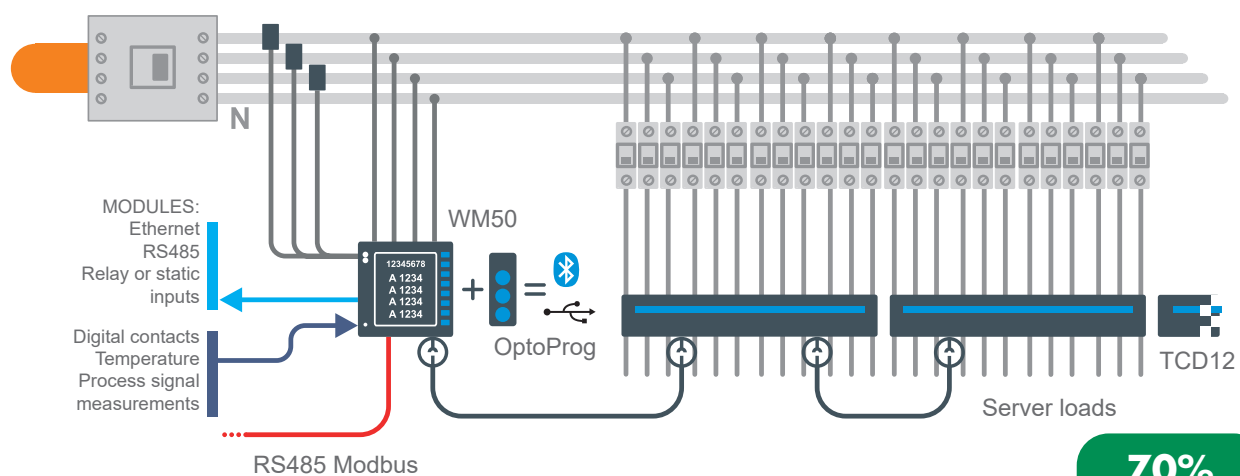 N
MODULES:
Ethernet
RS485
Relay or static
inputs
Digital contacts
Temperature
Process signal
measurements
WM50
12345678
A 1234
A 1234
A 1234
A 1234
+
=
OptoProg
RS485 Modbus
TCD12
Server loads
70%